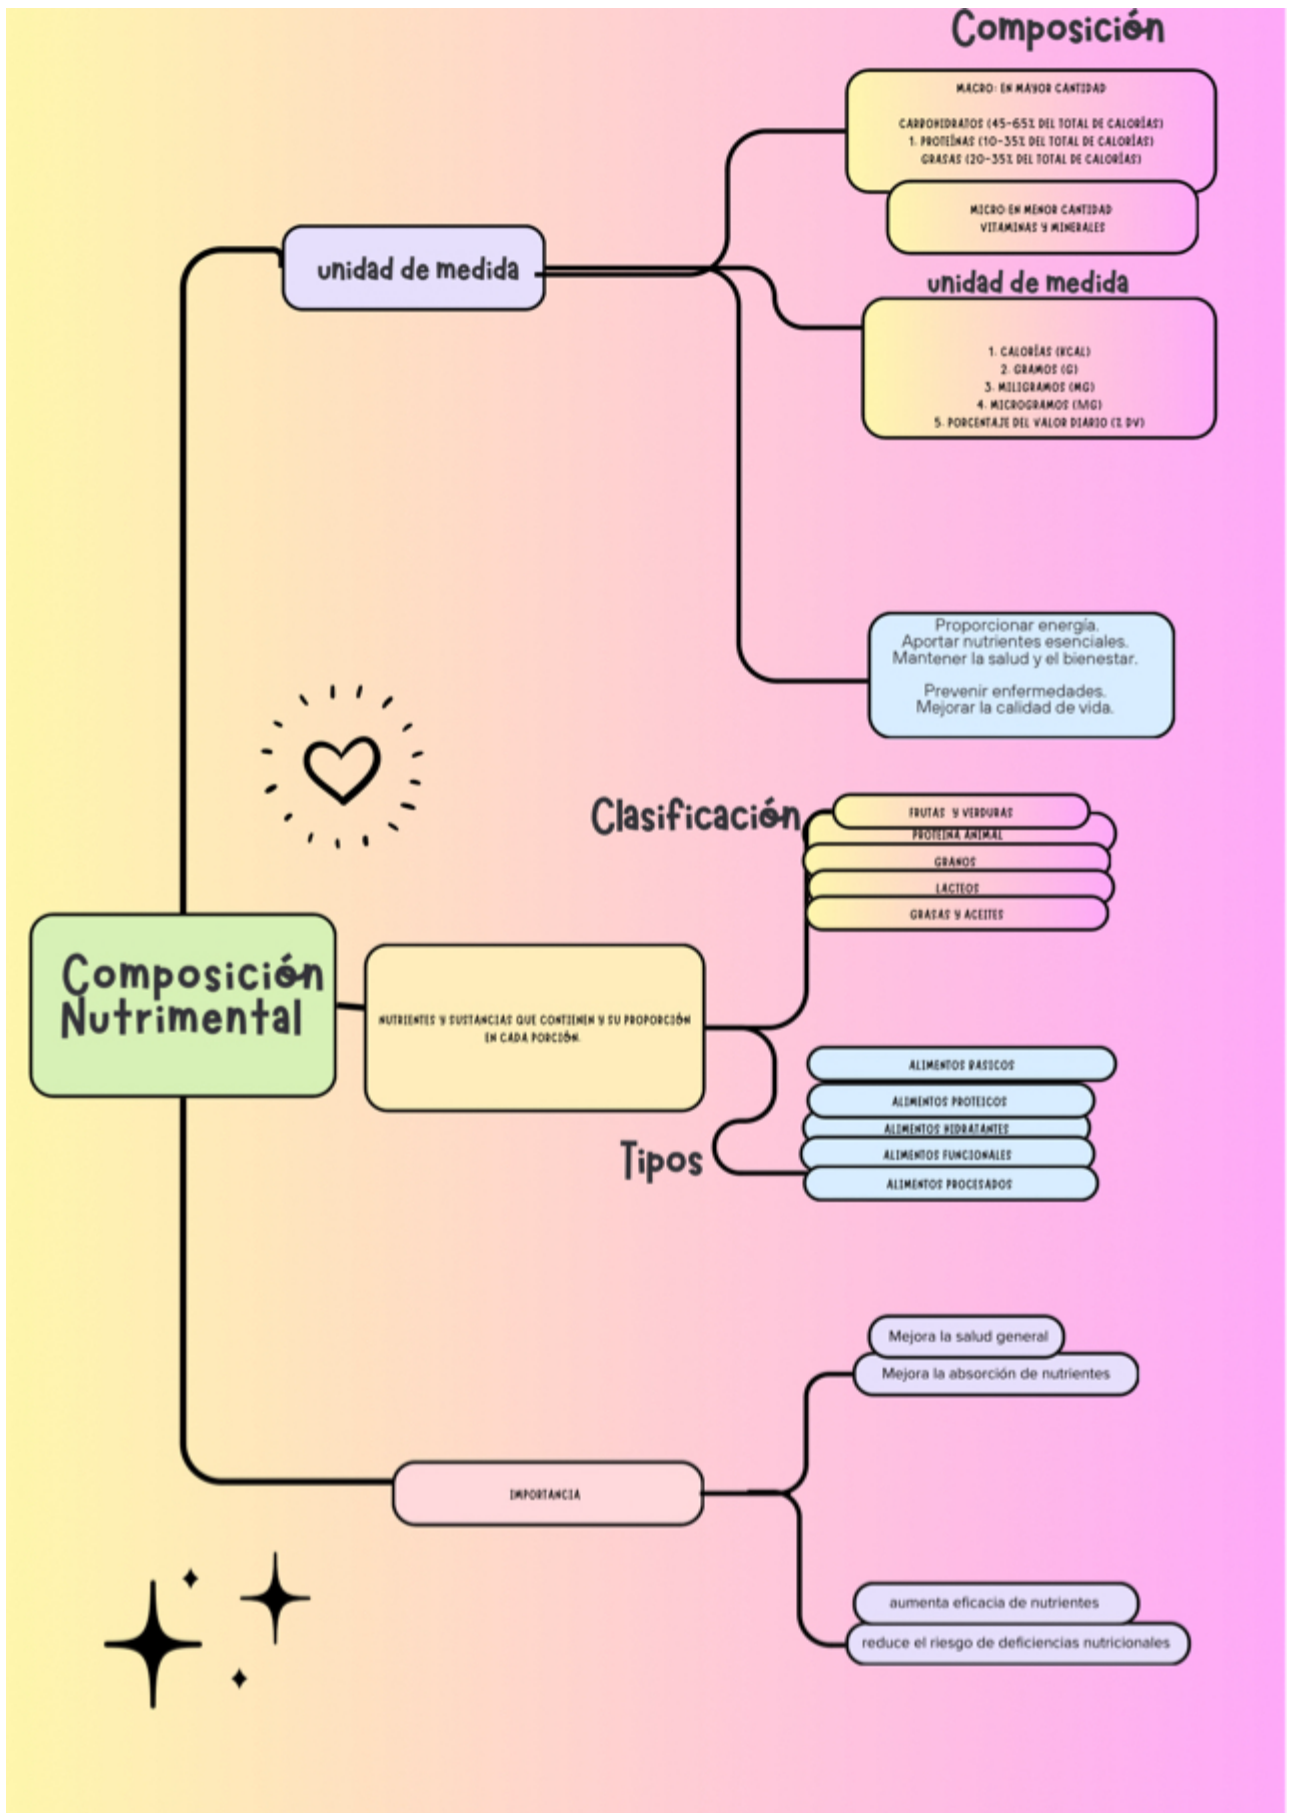 Composición
MACRO: EN MAYOR CANTIDAD
CARBOHIDRATOS (45-65% DEL TOTAL DE CALORÍAS)
1. PROTEÍNAS (10-35% DEL TOTAL DE CALORÍAS)
GRASAS (20-35% DEL TOTAL DE CALORÍAS)
MICRO:EN MENOR CANTIDAD
VITAMINAS Y MINERALES
unidad de medida
unidad de medida
1. CALORÍAS (KCAL)
2. GRAMOS (G)
3. MILIGRAMOS (MG)
4. MICROGRAMOS (ΜG)
5. PORCENTAJE DEL VALOR DIARIO (% DV)
Proporcionar energía.
Aportar nutrientes esenciales.
Mantener la salud y el bienestar.
Prevenir enfermedades.
Mejorar la calidad de vida.
Clasificación
FRUTAS Y VERDURAS
PROTEINA ANIMAL
GRANOS
LACTEOS
GRASAS Y ACEITES
Composición
Nutrimental
NUTRIENTES Y SUSTANCIAS QUE CONTIENEN Y SU PROPORCIÓN
EN CADA PORCIÓN.
Tipos
ALIMENTOS BASICOS
ALIMENTOS PROTEICOS
ALIMENTOS HIDRATANTES
ALIMENTOS FUNCIONALES
ALIMENTOS PROCESADOS
IMPORTANCIA
Mejora la salud general
Mejora la absorción de nutrientes
aumenta eficacia de nutrientes
reduce el riesgo de deficiencias nutricionales